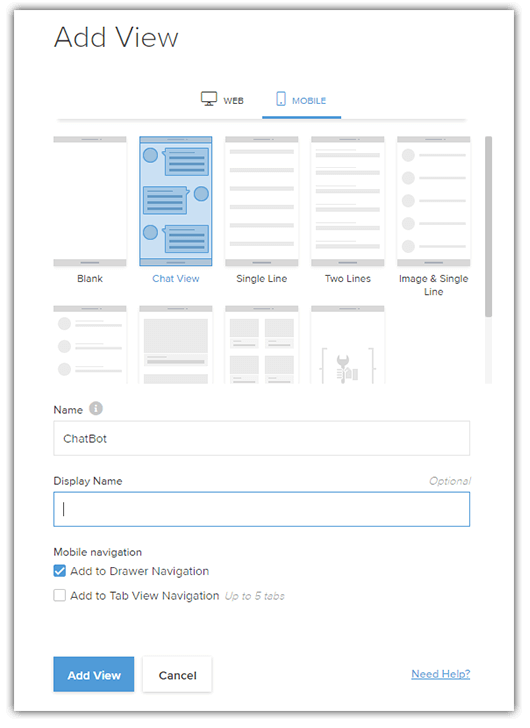 Add View
WEB
MOBILE
Blank
Chat View
Single Line
Two Lines
Image & Single
Line
Name
ChatBot
Display Name
Optional
Mobile navigation
Add to Drawer Navigation
Add to Tab View Navigation Up to 5 tabs
Add View
Cancel
Need Help?